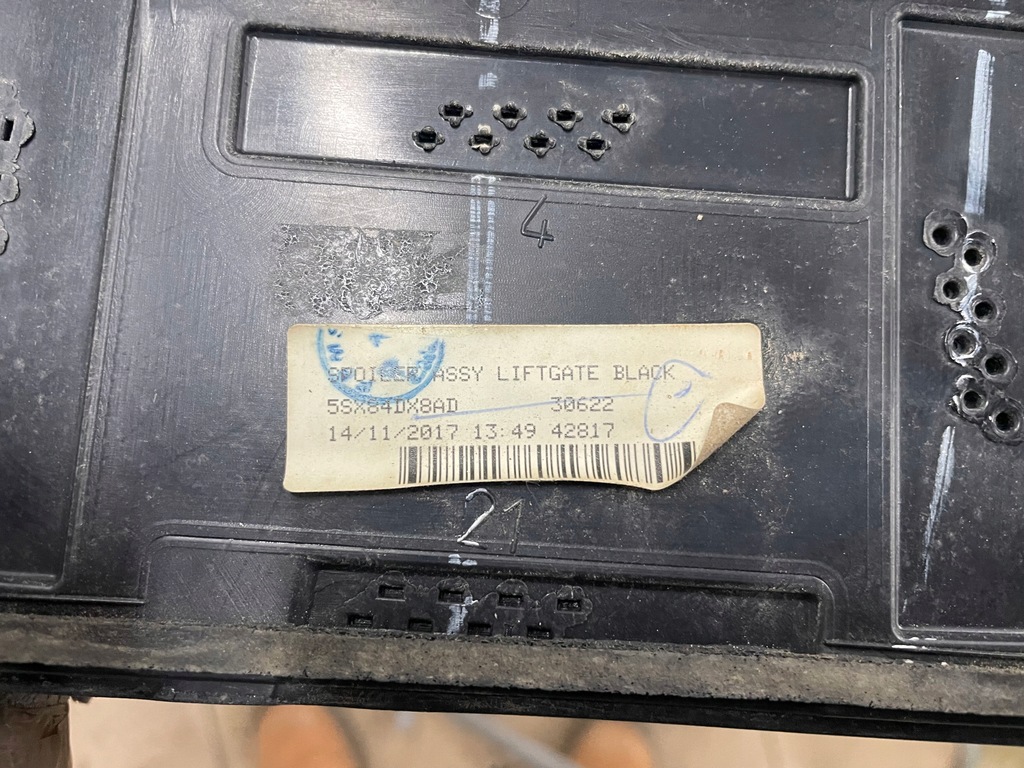 4
SPOILER ASSY LIFTGATE BLACK
5SX84DX8AD 30622
14/11/2017 13:49 42817
21